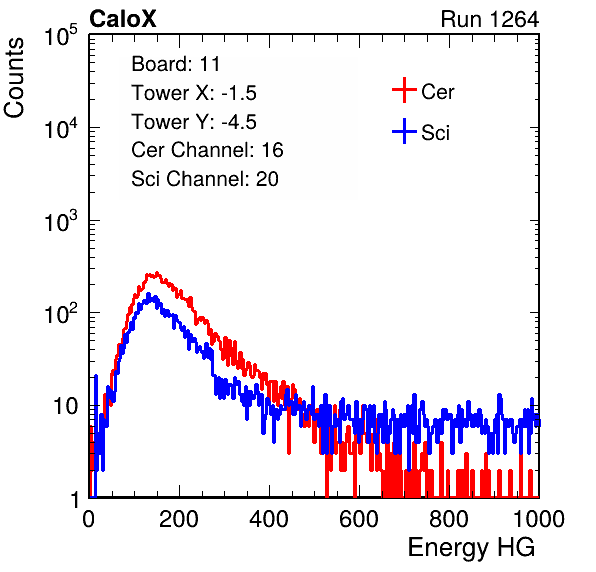 CaloX Run 1264
Counts
Board: 11
Tower X: -1.5
Tower Y: -4.5
Cer Channel: 16
Sci Channel: 20
Cer
Sci
10^5
10^4
10^3
10^2
10
1
0 200 400 600 800 1000
Energy HG